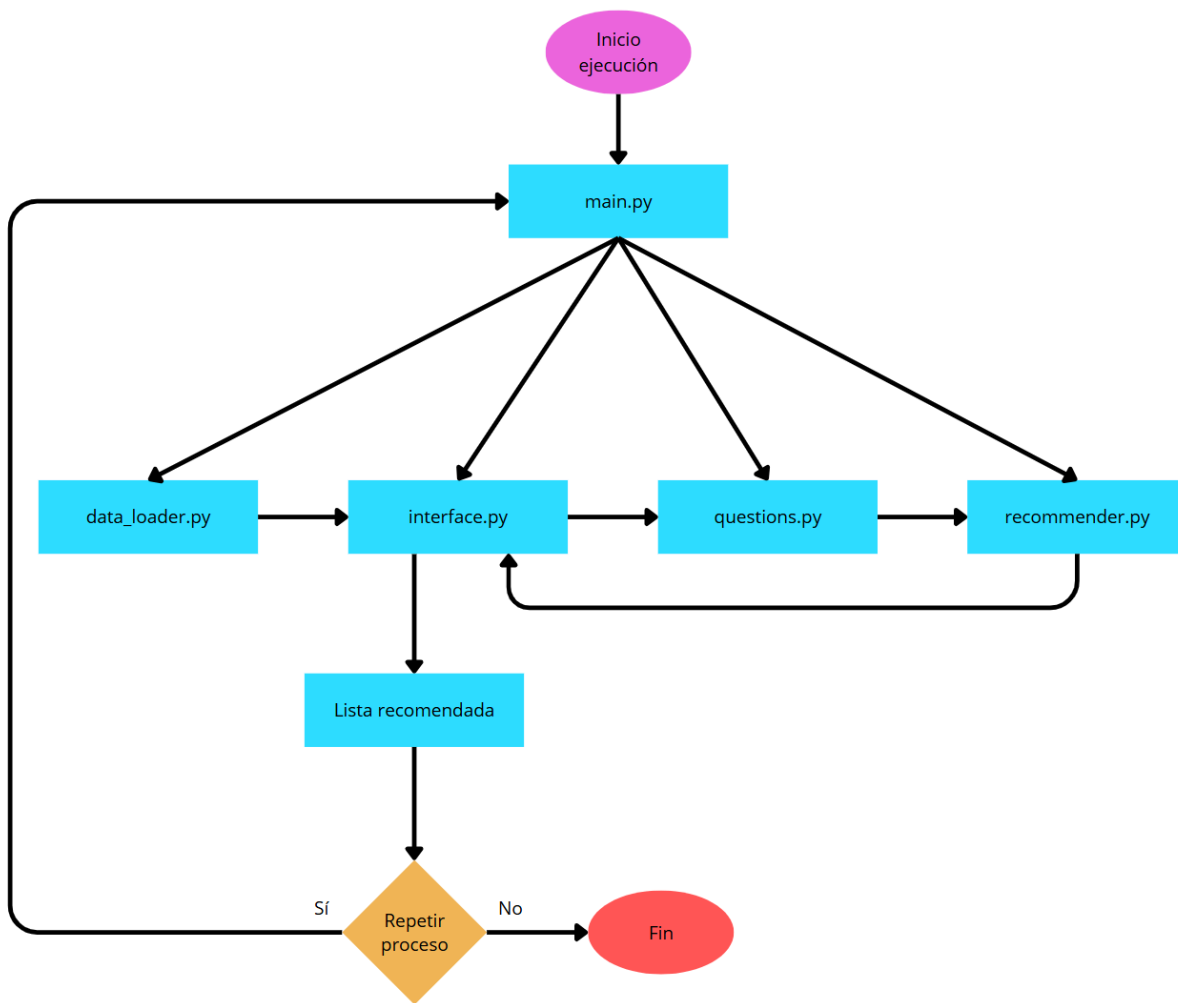 Inicio
ejecución
main.py
data_loader.py
interface.py
questions.py
recommender.py
Lista recomendada
Sí
Repetir
proceso
No
Fin